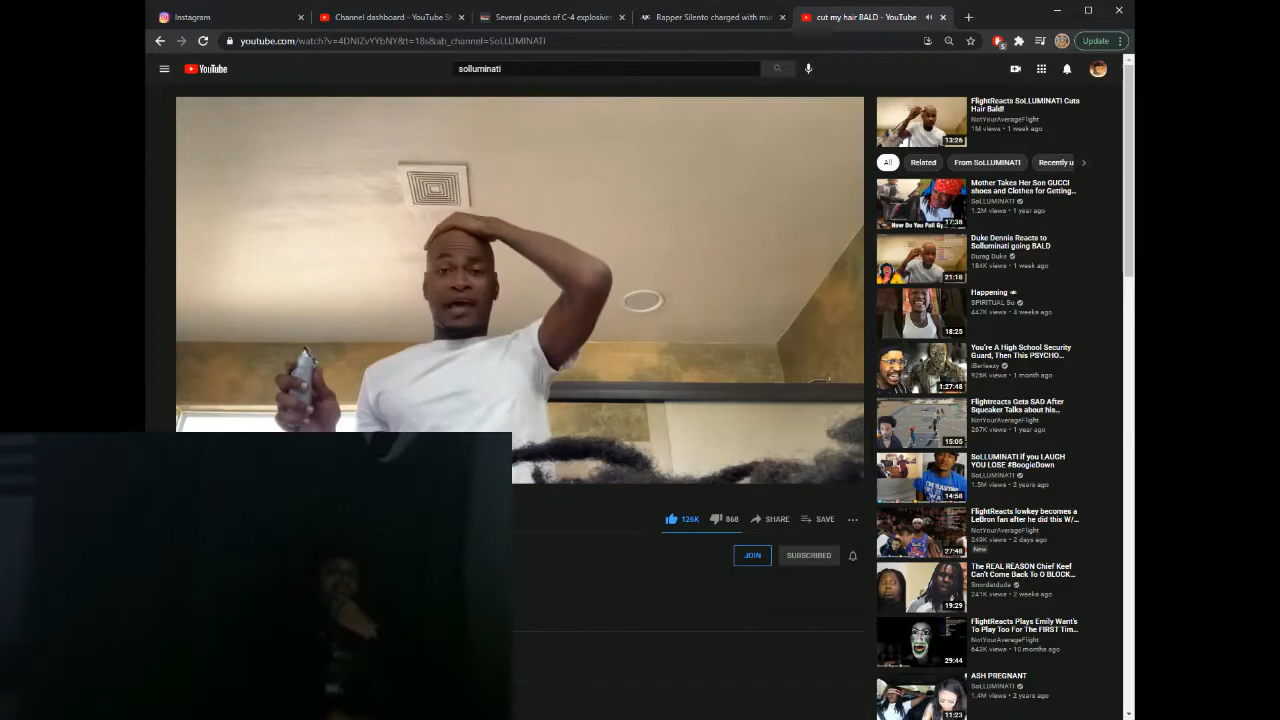 Instagram
Channel dashboard - YouTube St
Several pounds of C-4 explosive
Rapper Silento charged with mu
cut my hair BALD - YouTube
youtube.com/watch?v=4DNIZvYYbNY&t=18s&ab_channel=SoLLUMINATI
5
Update
YouTube
solluminati
126K
868
SHARE
SAVE
JOIN
SUBSCRIBED
FlightReacts SoLLUMINATI Cuts
Hair Bald!
NotYourAverageFlight
1M views • 1 week ago
13:26
All
Related
From SoLLUMINATI
Recently u
Mother Takes Her Son GUCCI
shoes and Clothes for Getting...
SoLLUMINATI
1.2M views • 1 year ago
17:38
Duke Dennis Reacts to
Solluminati going BALD
Durag Duke
184K views • 1 week ago
21:18
Happening
SPIRITUAL So
447K views • 4 weeks ago
18:25
You're A High School Security
Guard, Then This PSYCHO...
iBerleezy
926K views • 1 month ago
1:27:48
Flightreacts Gets SAD After
Squeaker Talks about his...
NotYourAverageFlight
267K views • 1 year ago
15:05
SoLLUMINATI if you LAUGH
YOU LOSE #BoogieDown
SoLLUMINATI
1.5M views • 2 years ago
14:58
FlightReacts lowkey becomes a
LeBron fan after he did this W/...
NotYourAverageFlight
249K views • 2 days ago
New
27:48
The REAL REASON Chief Keef
Can't Come Back To O BLOCK...
Snordatdude
241K views • 2 weeks ago
19:29
FlightReacts Plays Emily Want's
To Play Too For The FIRST Tim...
NotYourAverageFlight
643K views • 10 months ago
29:44
ASH PREGNANT
SoLLUMINATI
1.4M views • 2 years ago
11:23